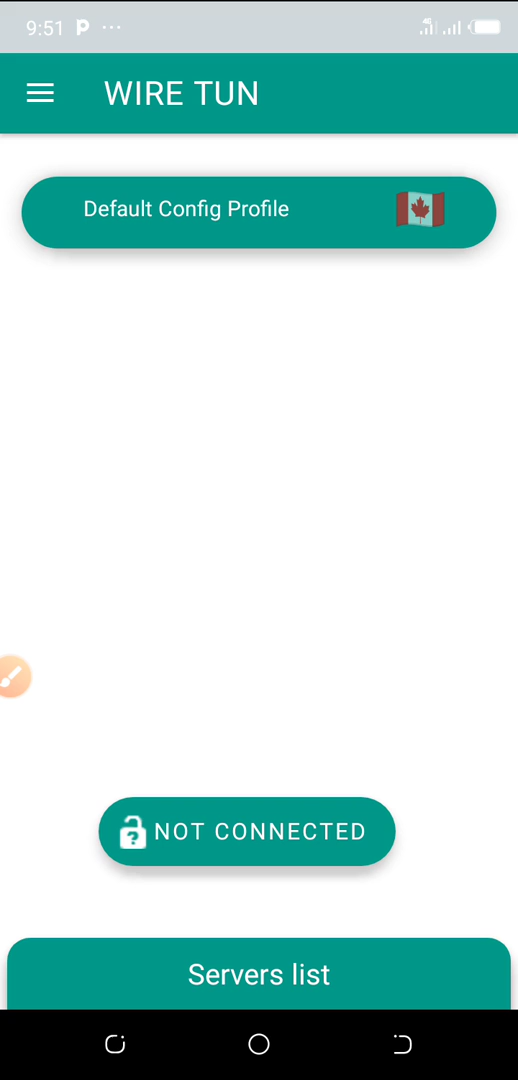 9:51
WIRE TUN
Default Config Profile
NOT CONNECTED
Servers list